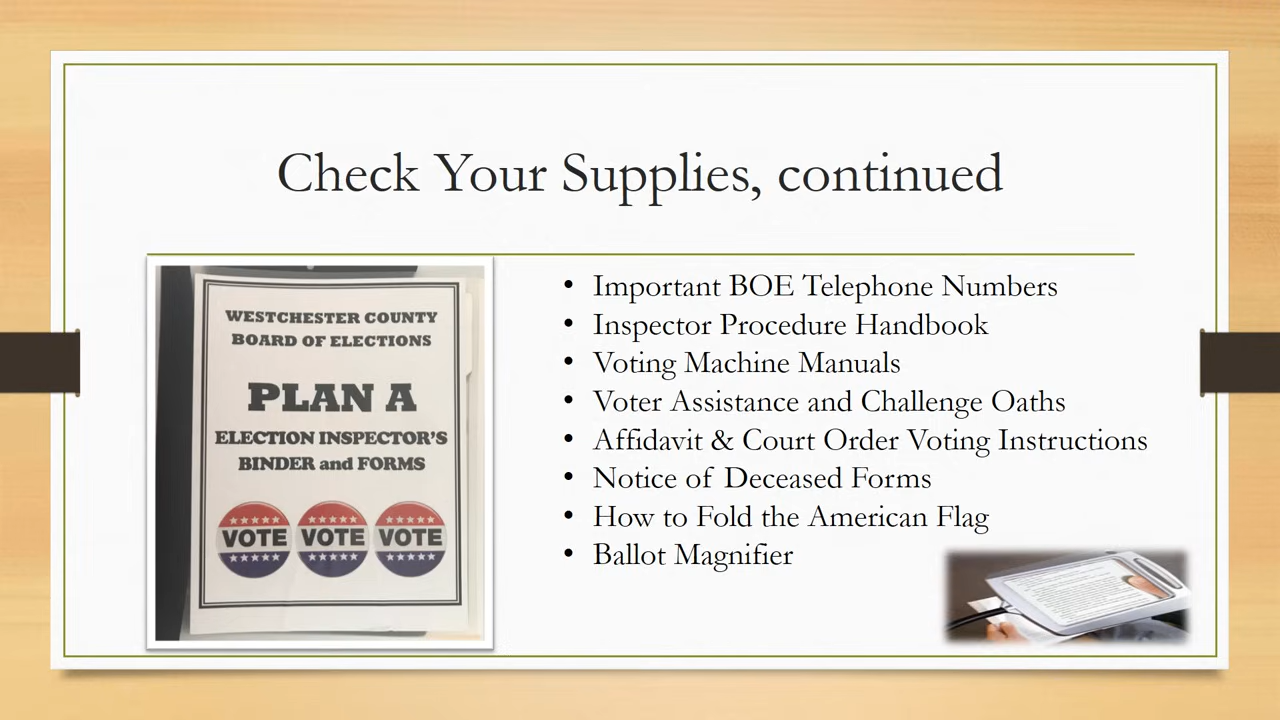 Check Your Supplies, continued
WESTCHESTER COUNTY
BOARD OF ELECTIONS
PLAN A
ELECTION INSPECTOR'S
BINDER and FORMS
VOTE VOTE VOTE
• Important BOE Telephone Numbers
• Inspector Procedure Handbook
• Voting Machine Manuals
• Voter Assistance and Challenge Oaths
• Affidavit & Court Order Voting Instructions
• Notice of Deceased Forms
• How to Fold the American Flag
• Ballot Magnifier